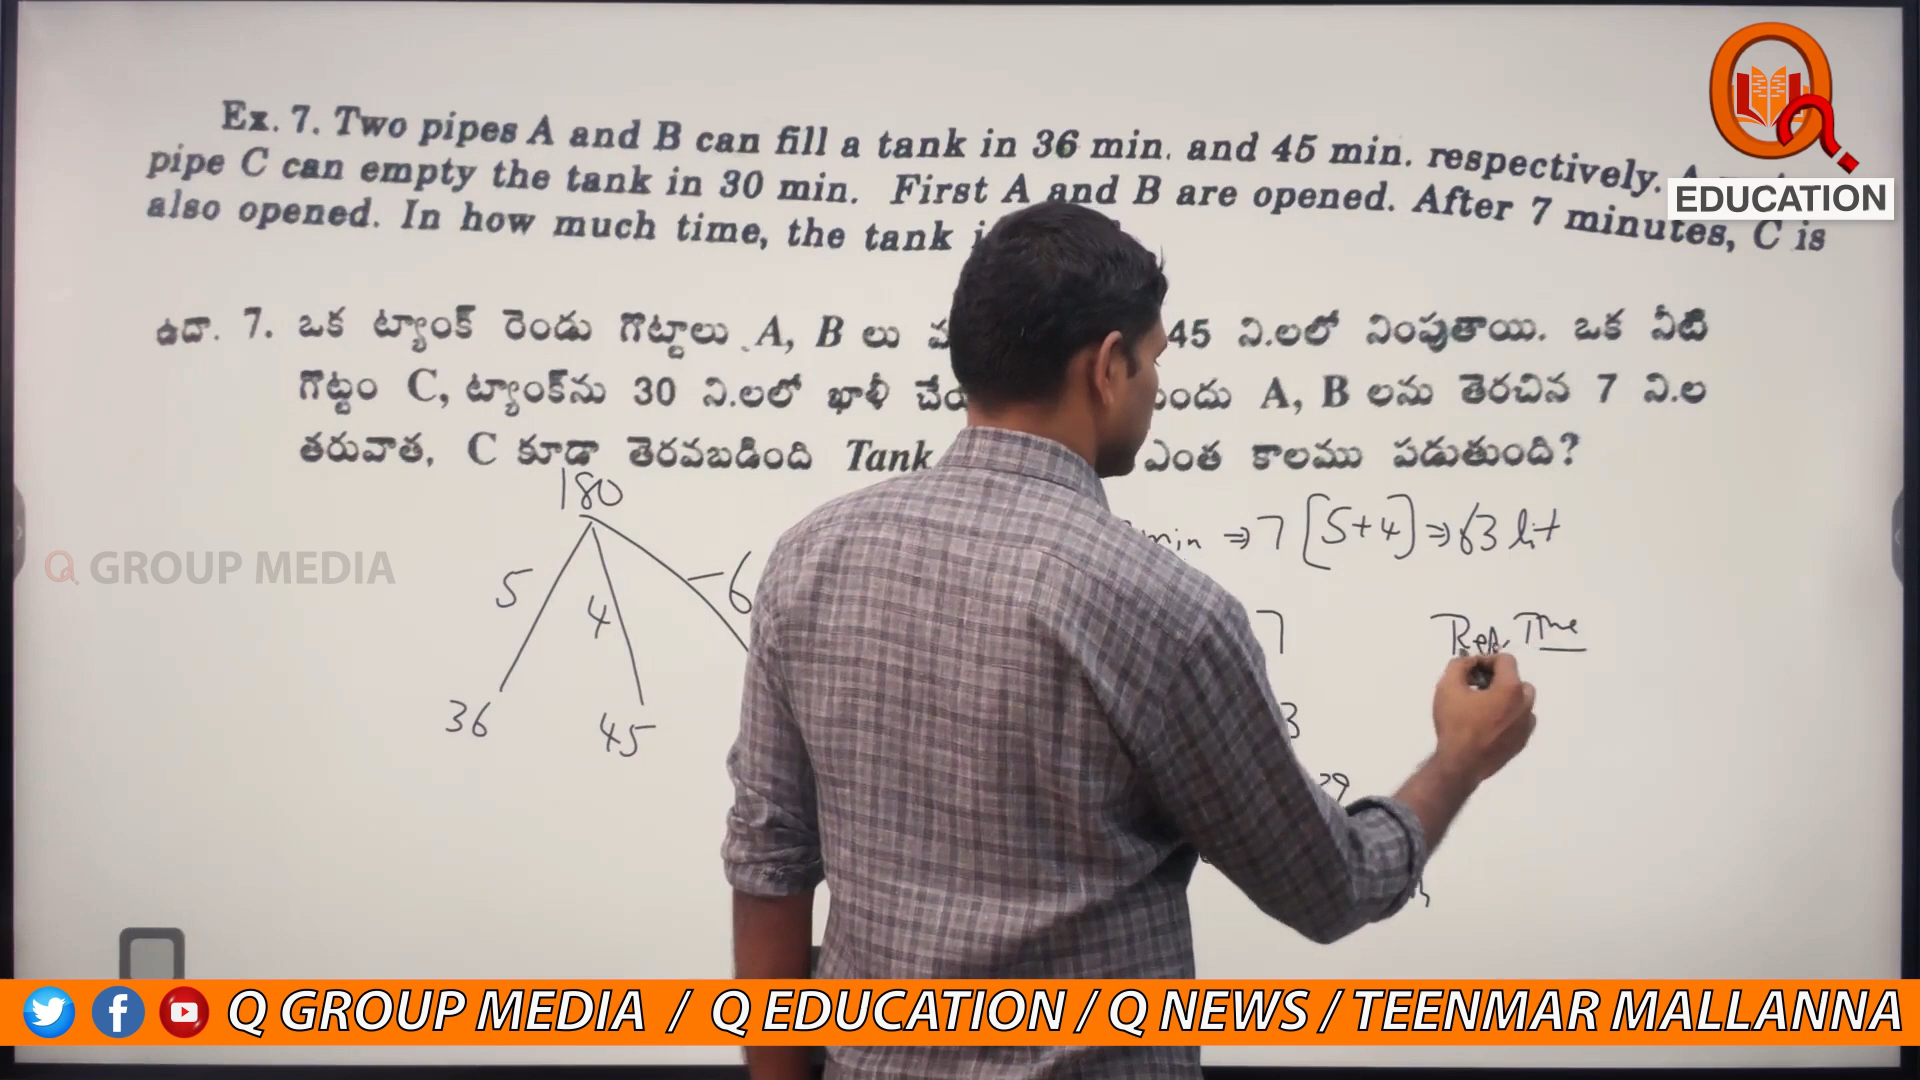 Ex. 7. Two pipes A and B can fill a tank in 36 min. and 45 min. respectively.
pipe C can empty the tank in 30 min. First A and B are opened. After 7 minutes, C is
also opened. In how much time, the tank
ఉదా. 7. ఒక ట్యాంక్ రెండు గొట్టాలు A, B లు 45 ని.లలో నింపుతాయి. ఒక నీటి
గొట్టం C, ట్యాంక్‌ను 30 ని.లలో ఖాళీ A, B లను తెరచిన 7 ని.ల
తరువాత, C కూడా తెరవబడింది Tank ఎంత కాలము పడుతుంది?
180
5 4 -6
36 45
min ⇒ 7 [5+4] ⇒ 63 lit
7
3
Time
Q EDUCATION
Q GROUP MEDIA
Q GROUP MEDIA / Q EDUCATION / Q NEWS / TEENMAR MALLANNA